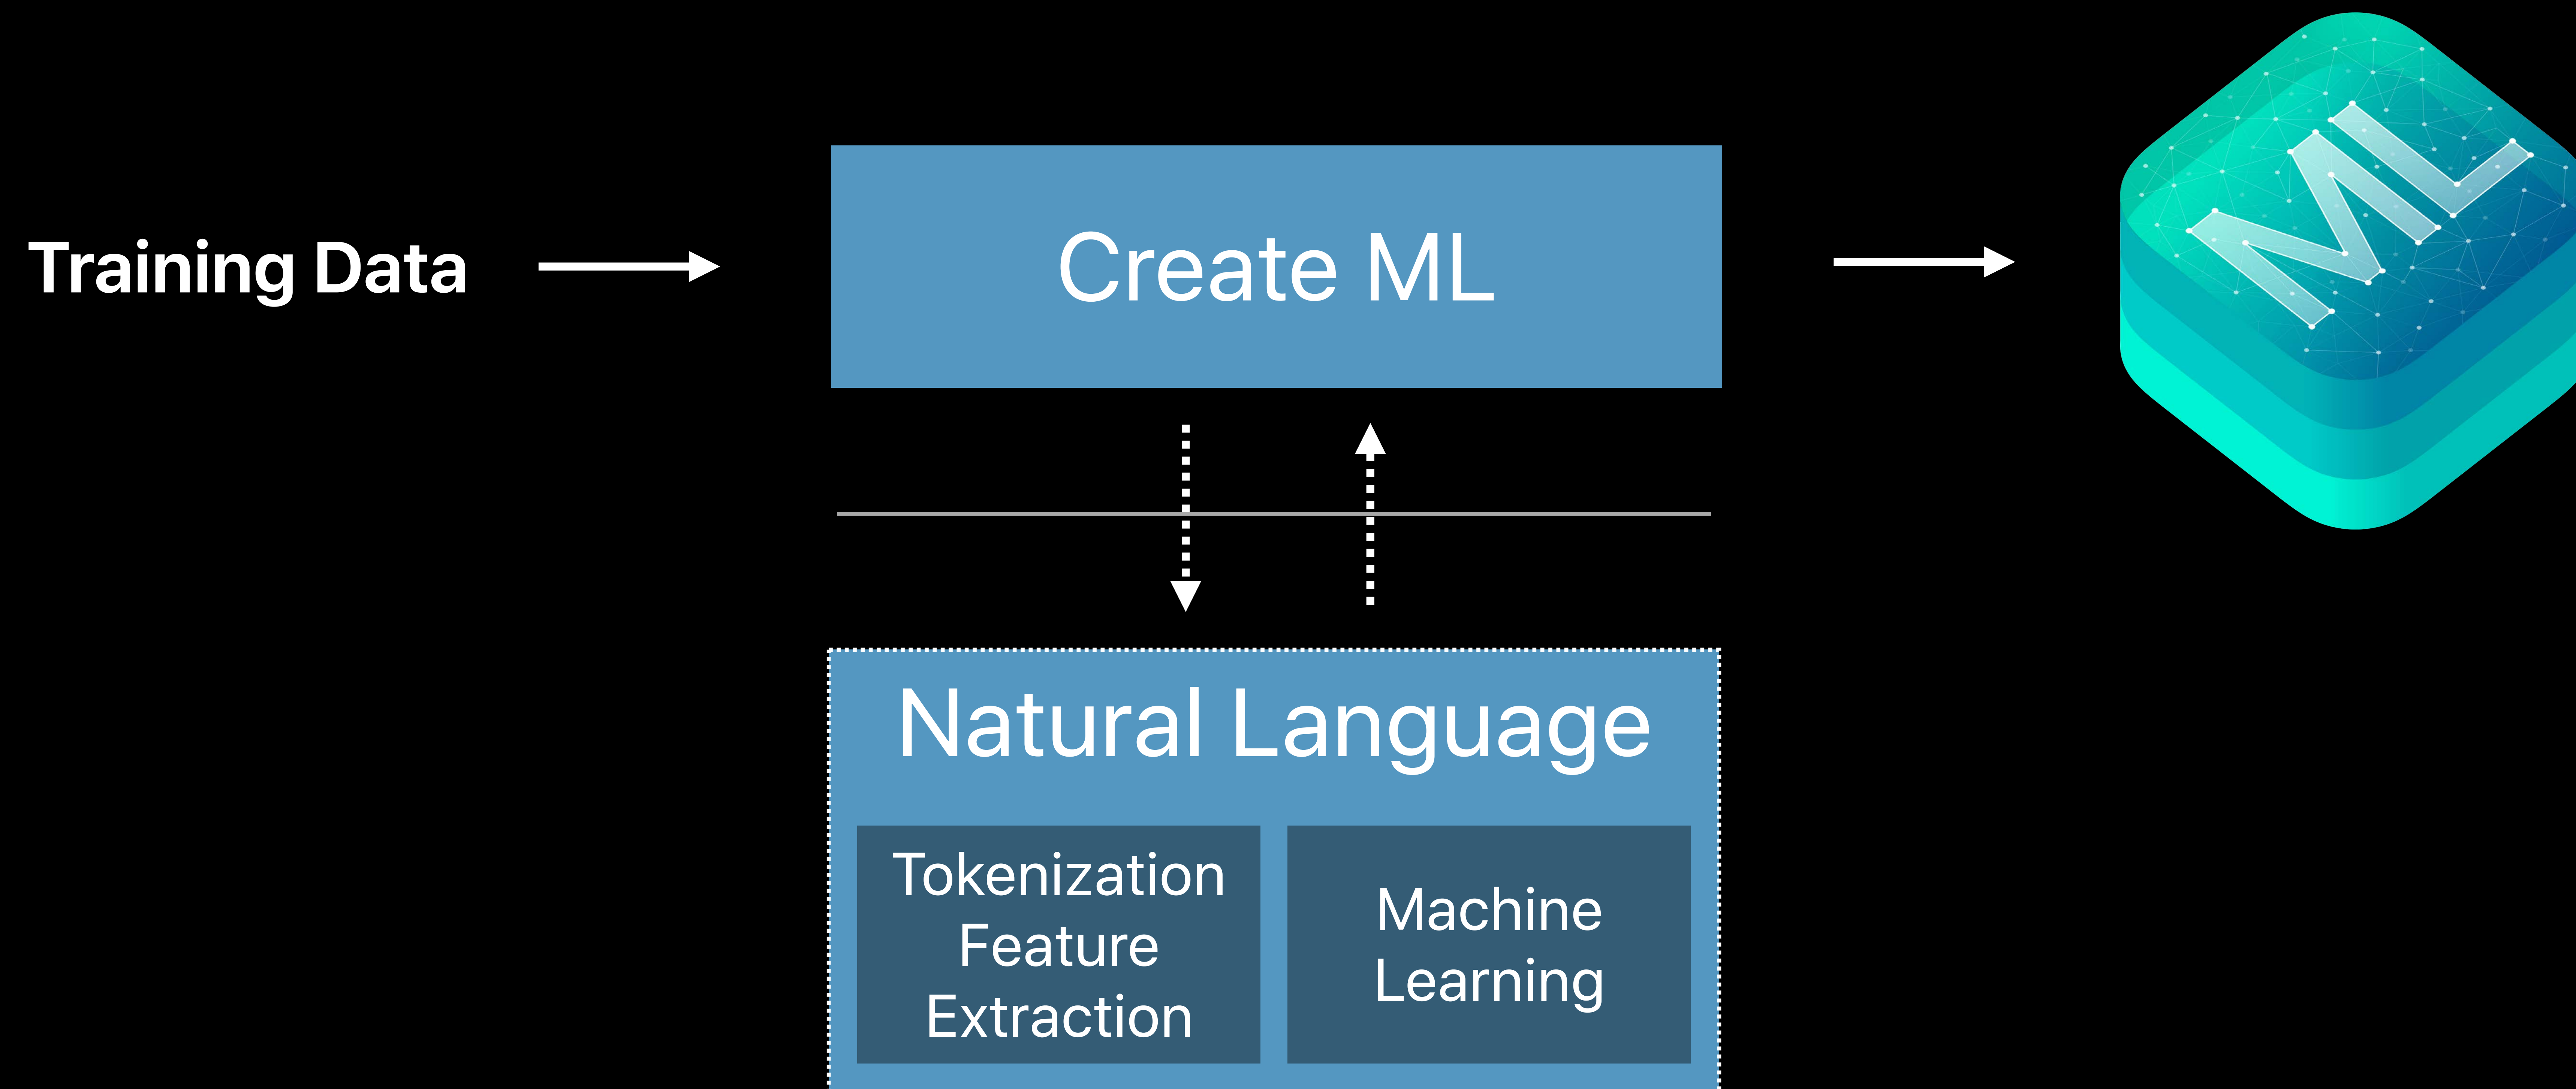 Training Data
Create ML
ML
Natural Language
Tokenization
Feature
Extraction
Machine
Learning